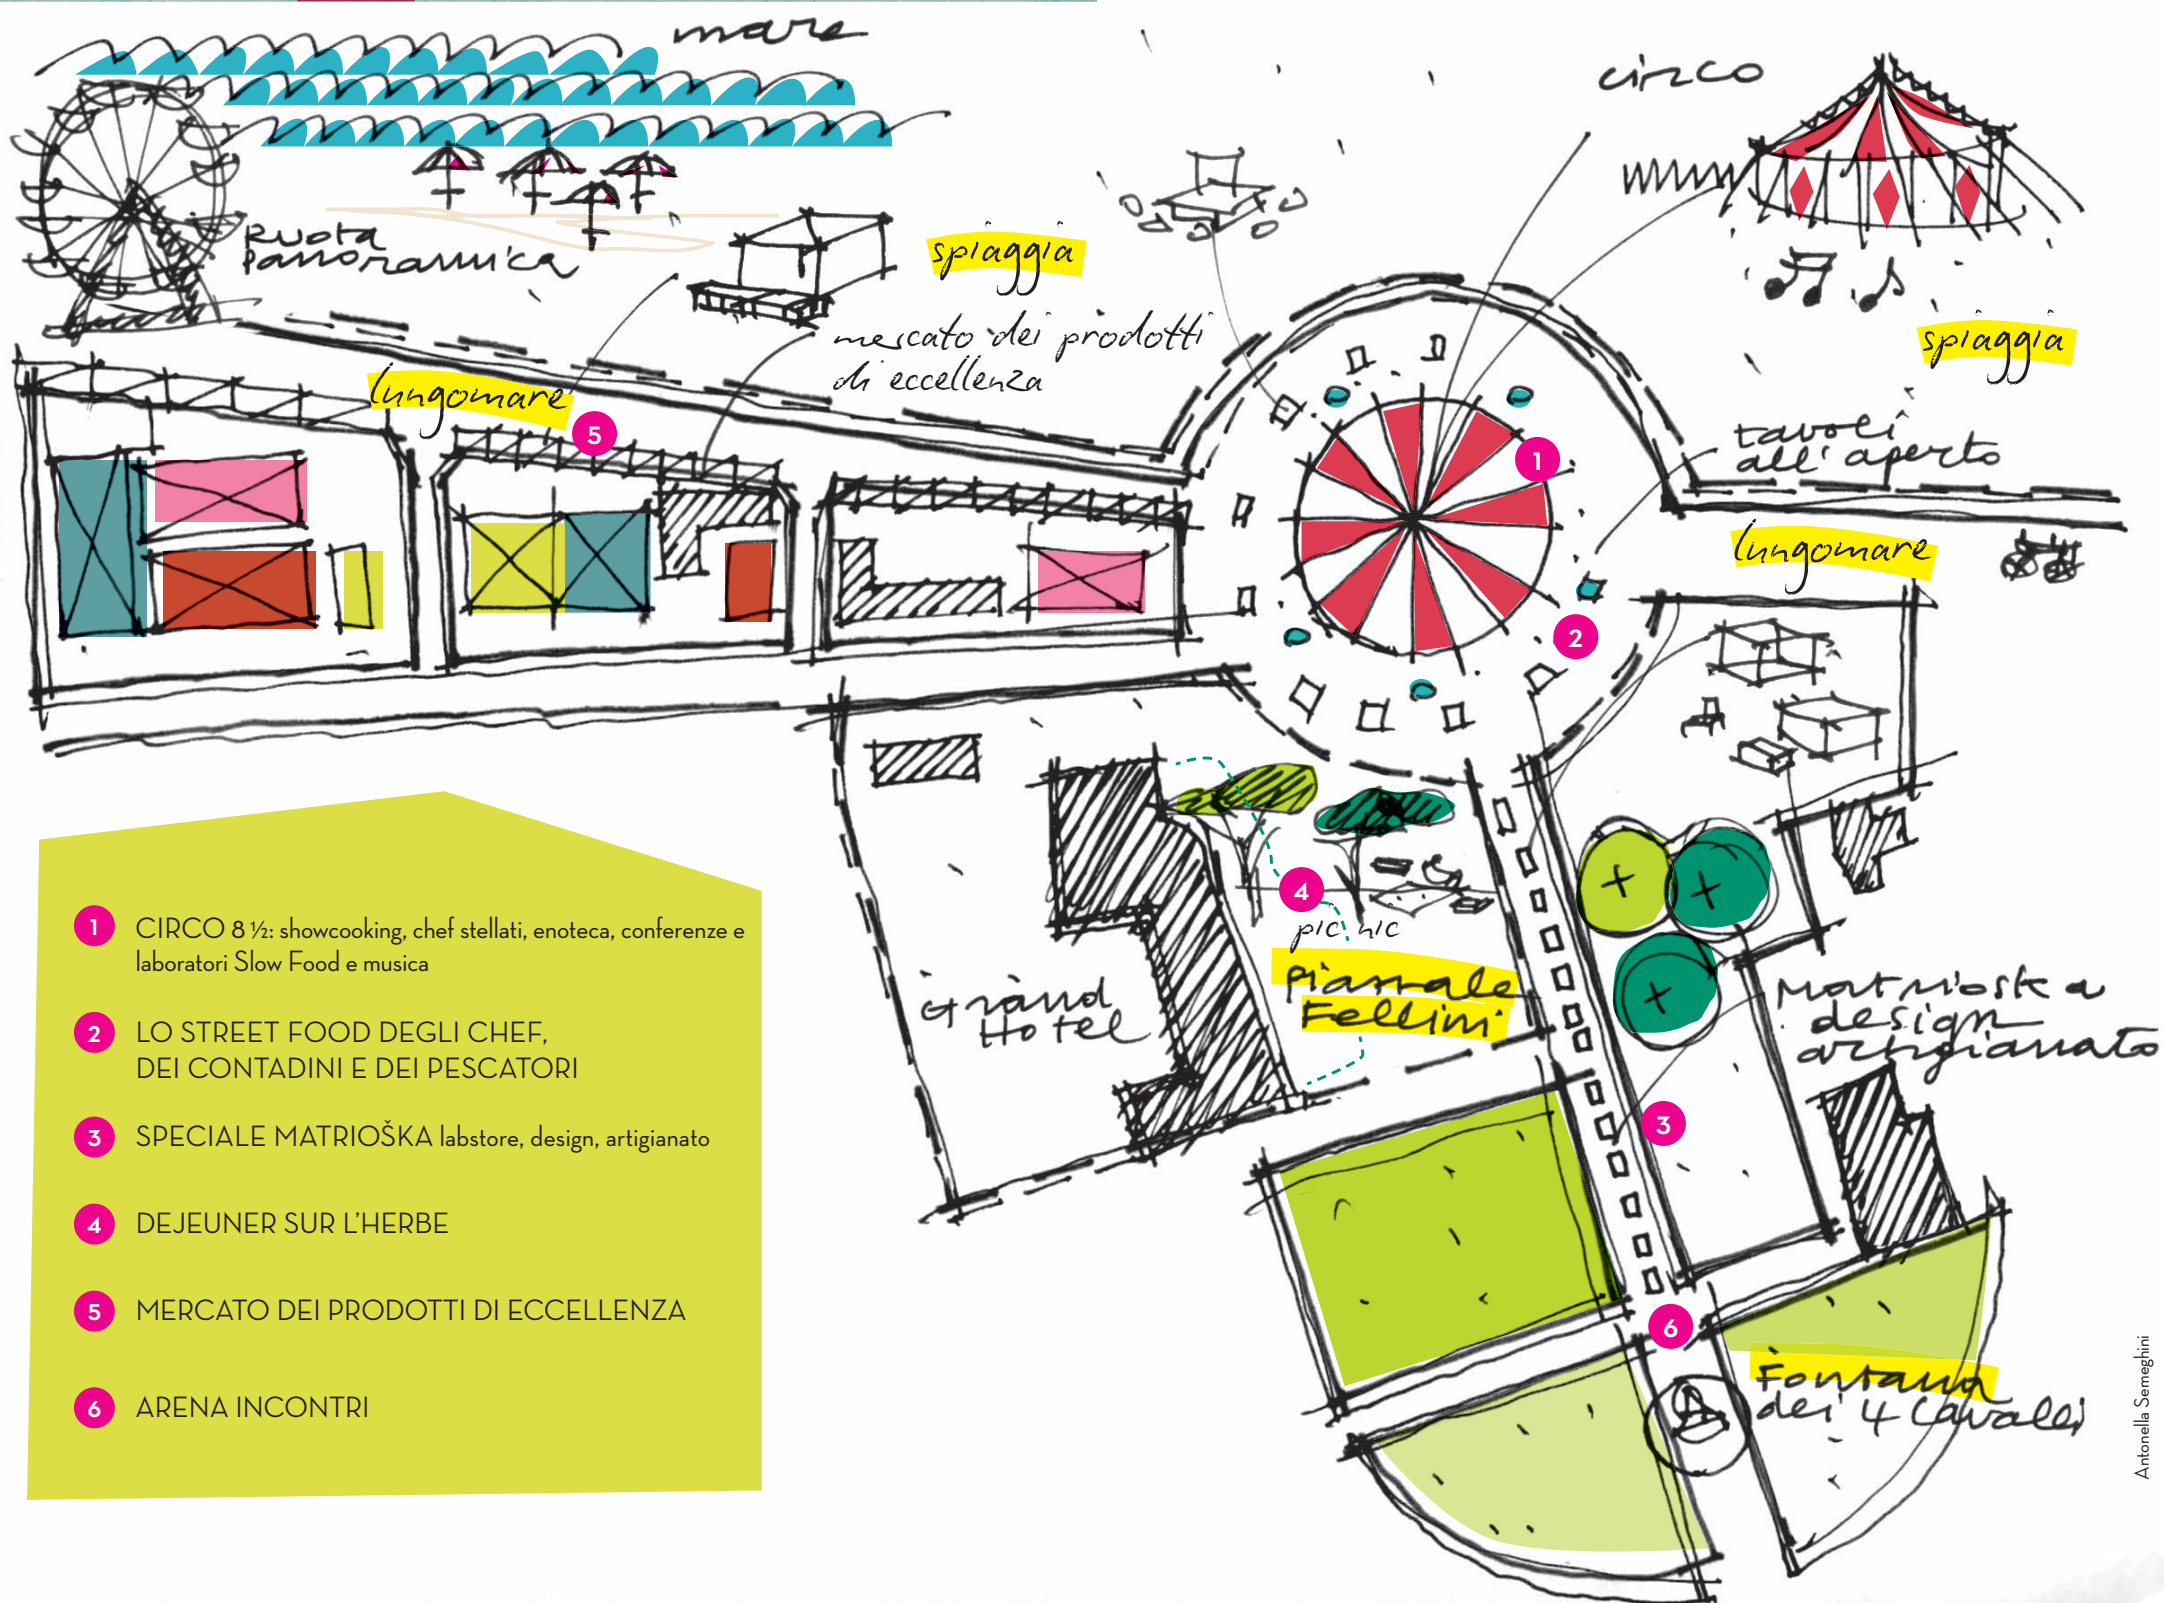 mare
circo
Ruota
Panoramica
spiaggia
mercato dei prodotti
di eccellenza
spiaggia
lungomare
5
1
tavoli
all'aperto
lungomare
2
4
pic nic
piazzale
Fellini
Grand
Hotel
Matrioska
design
artigianato
3
6
Fontana
dei 4 Cavalli
1 CIRCO 8 ½: showcooking, chef stellati, enoteca, conferenze e
laboratori Slow Food e musica
2 LO STREET FOOD DEGLI CHEF,
DEI CONTADINI E DEI PESCATORI
3 SPECIALE MATRIOŠKA labstore, design, artigianato
4 DEJEUNER SUR L'HERBE
5 MERCATO DEI PRODOTTI DI ECCELLENZA
6 ARENA INCONTRI
Antonella Semeghini